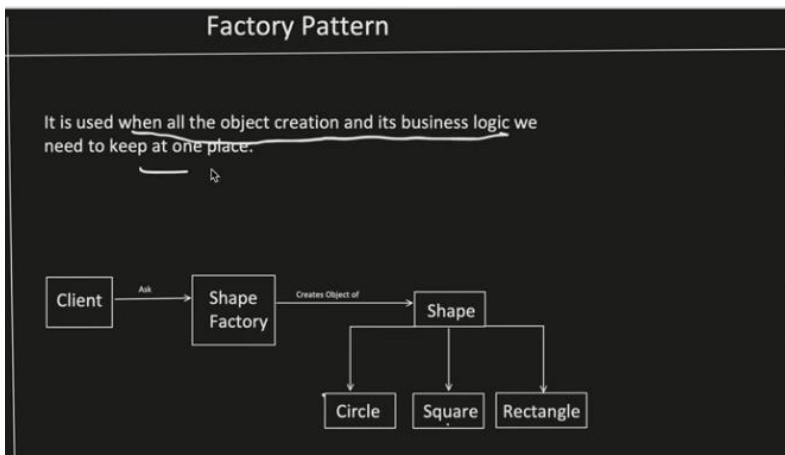 Factory Pattern
It is used when all the object creation and its business logic we
need to keep at one place.
Client
Ask
Shape
Factory
Creates Object of
Shape
Circle
Square
Rectangle